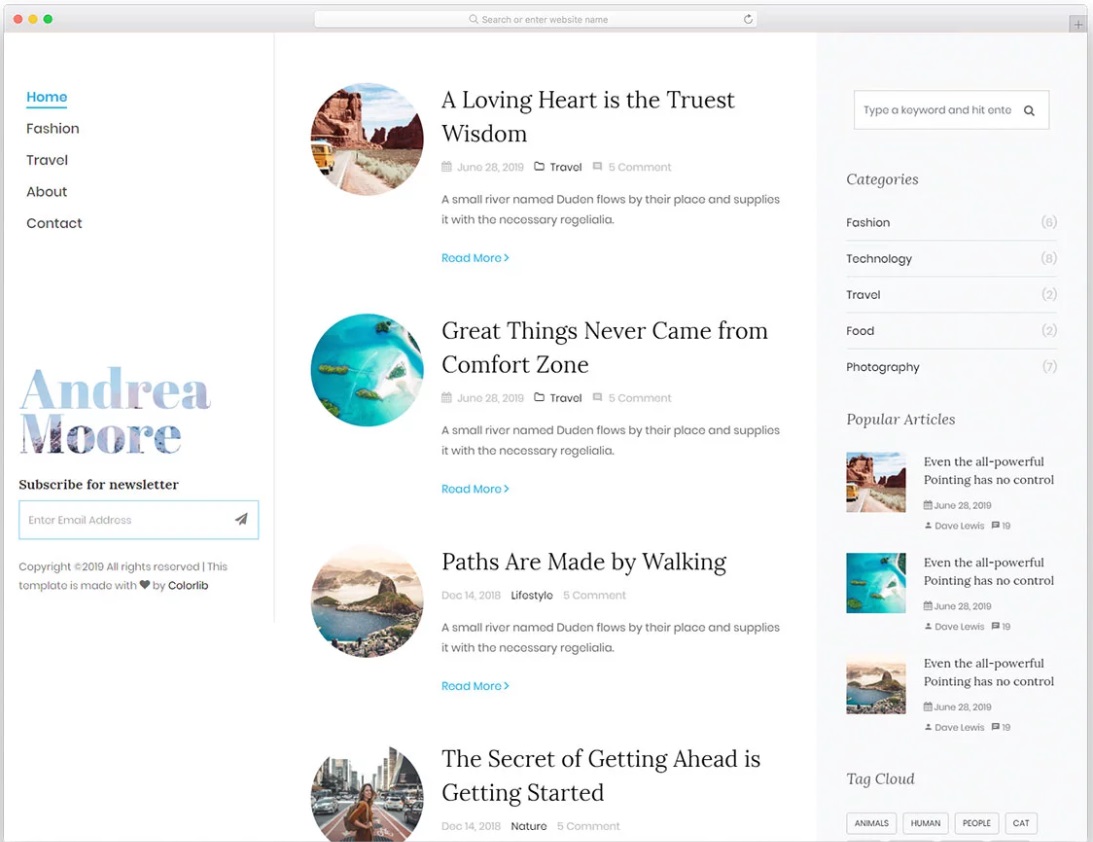 Search or enter website name
Home
Fashion
Travel
About
Contact
Andrea
Moore
Subscribe for newsletter
Enter Email Address
Copyright ©2019 All rights reserved | This
template is made with ♥ by Colorlib
A Loving Heart is the Truest
Wisdom
June 28, 2019 Travel 5 Comment
A small river named Duden flows by their place and supplies
it with the necessary regelialia.
Read More >
Great Things Never Came from
Comfort Zone
June 28, 2019 Travel 5 Comment
A small river named Duden flows by their place and supplies
it with the necessary regelialia.
Read More >
Paths Are Made by Walking
Dec 14, 2018 Lifestyle 5 Comment
A small river named Duden flows by their place and supplies
it with the necessary regelialia.
Read More >
The Secret of Getting Ahead is
Getting Started
Dec 14, 2018 Nature 5 Comment
Type a keyword and hit ente
Categories
Fashion (6)
Technology (8)
Travel (2)
Food (2)
Photography (7)
Popular Articles
Even the all-powerful
Pointing has no control
June 28, 2019
Dave Lewis 19
Even the all-powerful
Pointing has no control
June 28, 2019
Dave Lewis 19
Even the all-powerful
Pointing has no control
June 28, 2019
Dave Lewis 19
Tag Cloud
ANIMALS HUMAN PEOPLE CAT